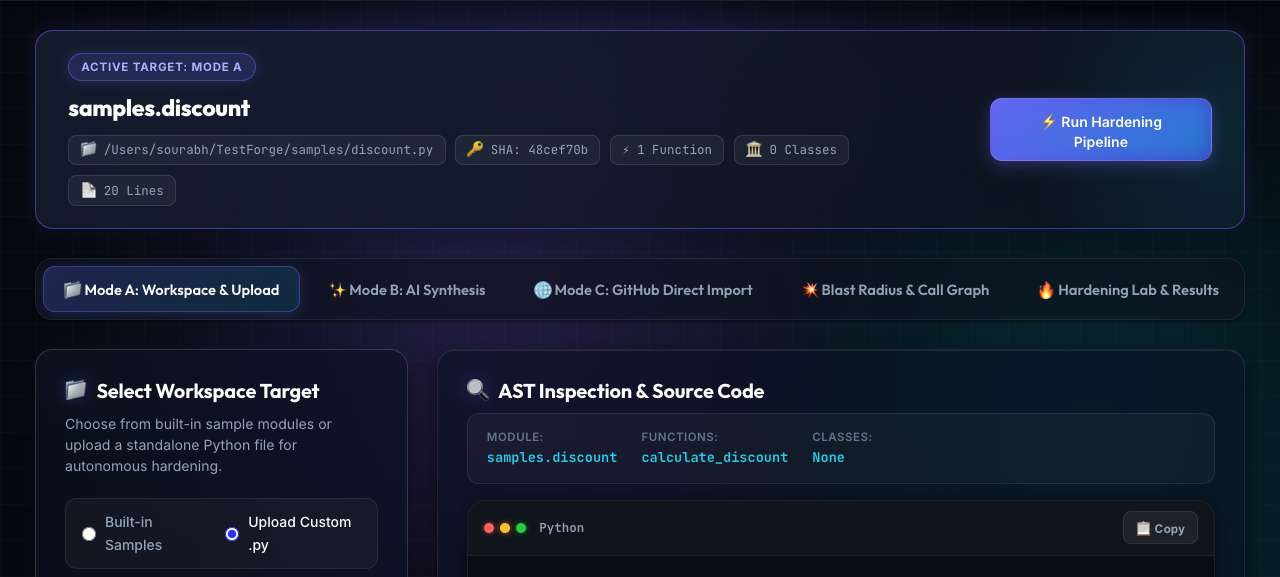 ACTIVE TARGET: MODE A
samples.discount
📁 /Users/sourabh/TestForge/samples/discount.py
🔑 SHA: 48cef70b
⚡ 1 Function
🏛️ 0 Classes
📄 20 Lines
⚡ Run Hardening
Pipeline
📁 Mode A: Workspace & Upload
✨ Mode B: AI Synthesis
🌐 Mode C: GitHub Direct Import
💥 Blast Radius & Call Graph
🔥 Hardening Lab & Results
📁 Select Workspace Target
Choose from built-in sample modules or
upload a standalone Python file for
autonomous hardening.
Built-in
Samples
Upload Custom
.py
🔍 AST Inspection & Source Code
MODULE:
samples.discount
FUNCTIONS:
calculate_discount
CLASSES:
None
Python
📋 Copy